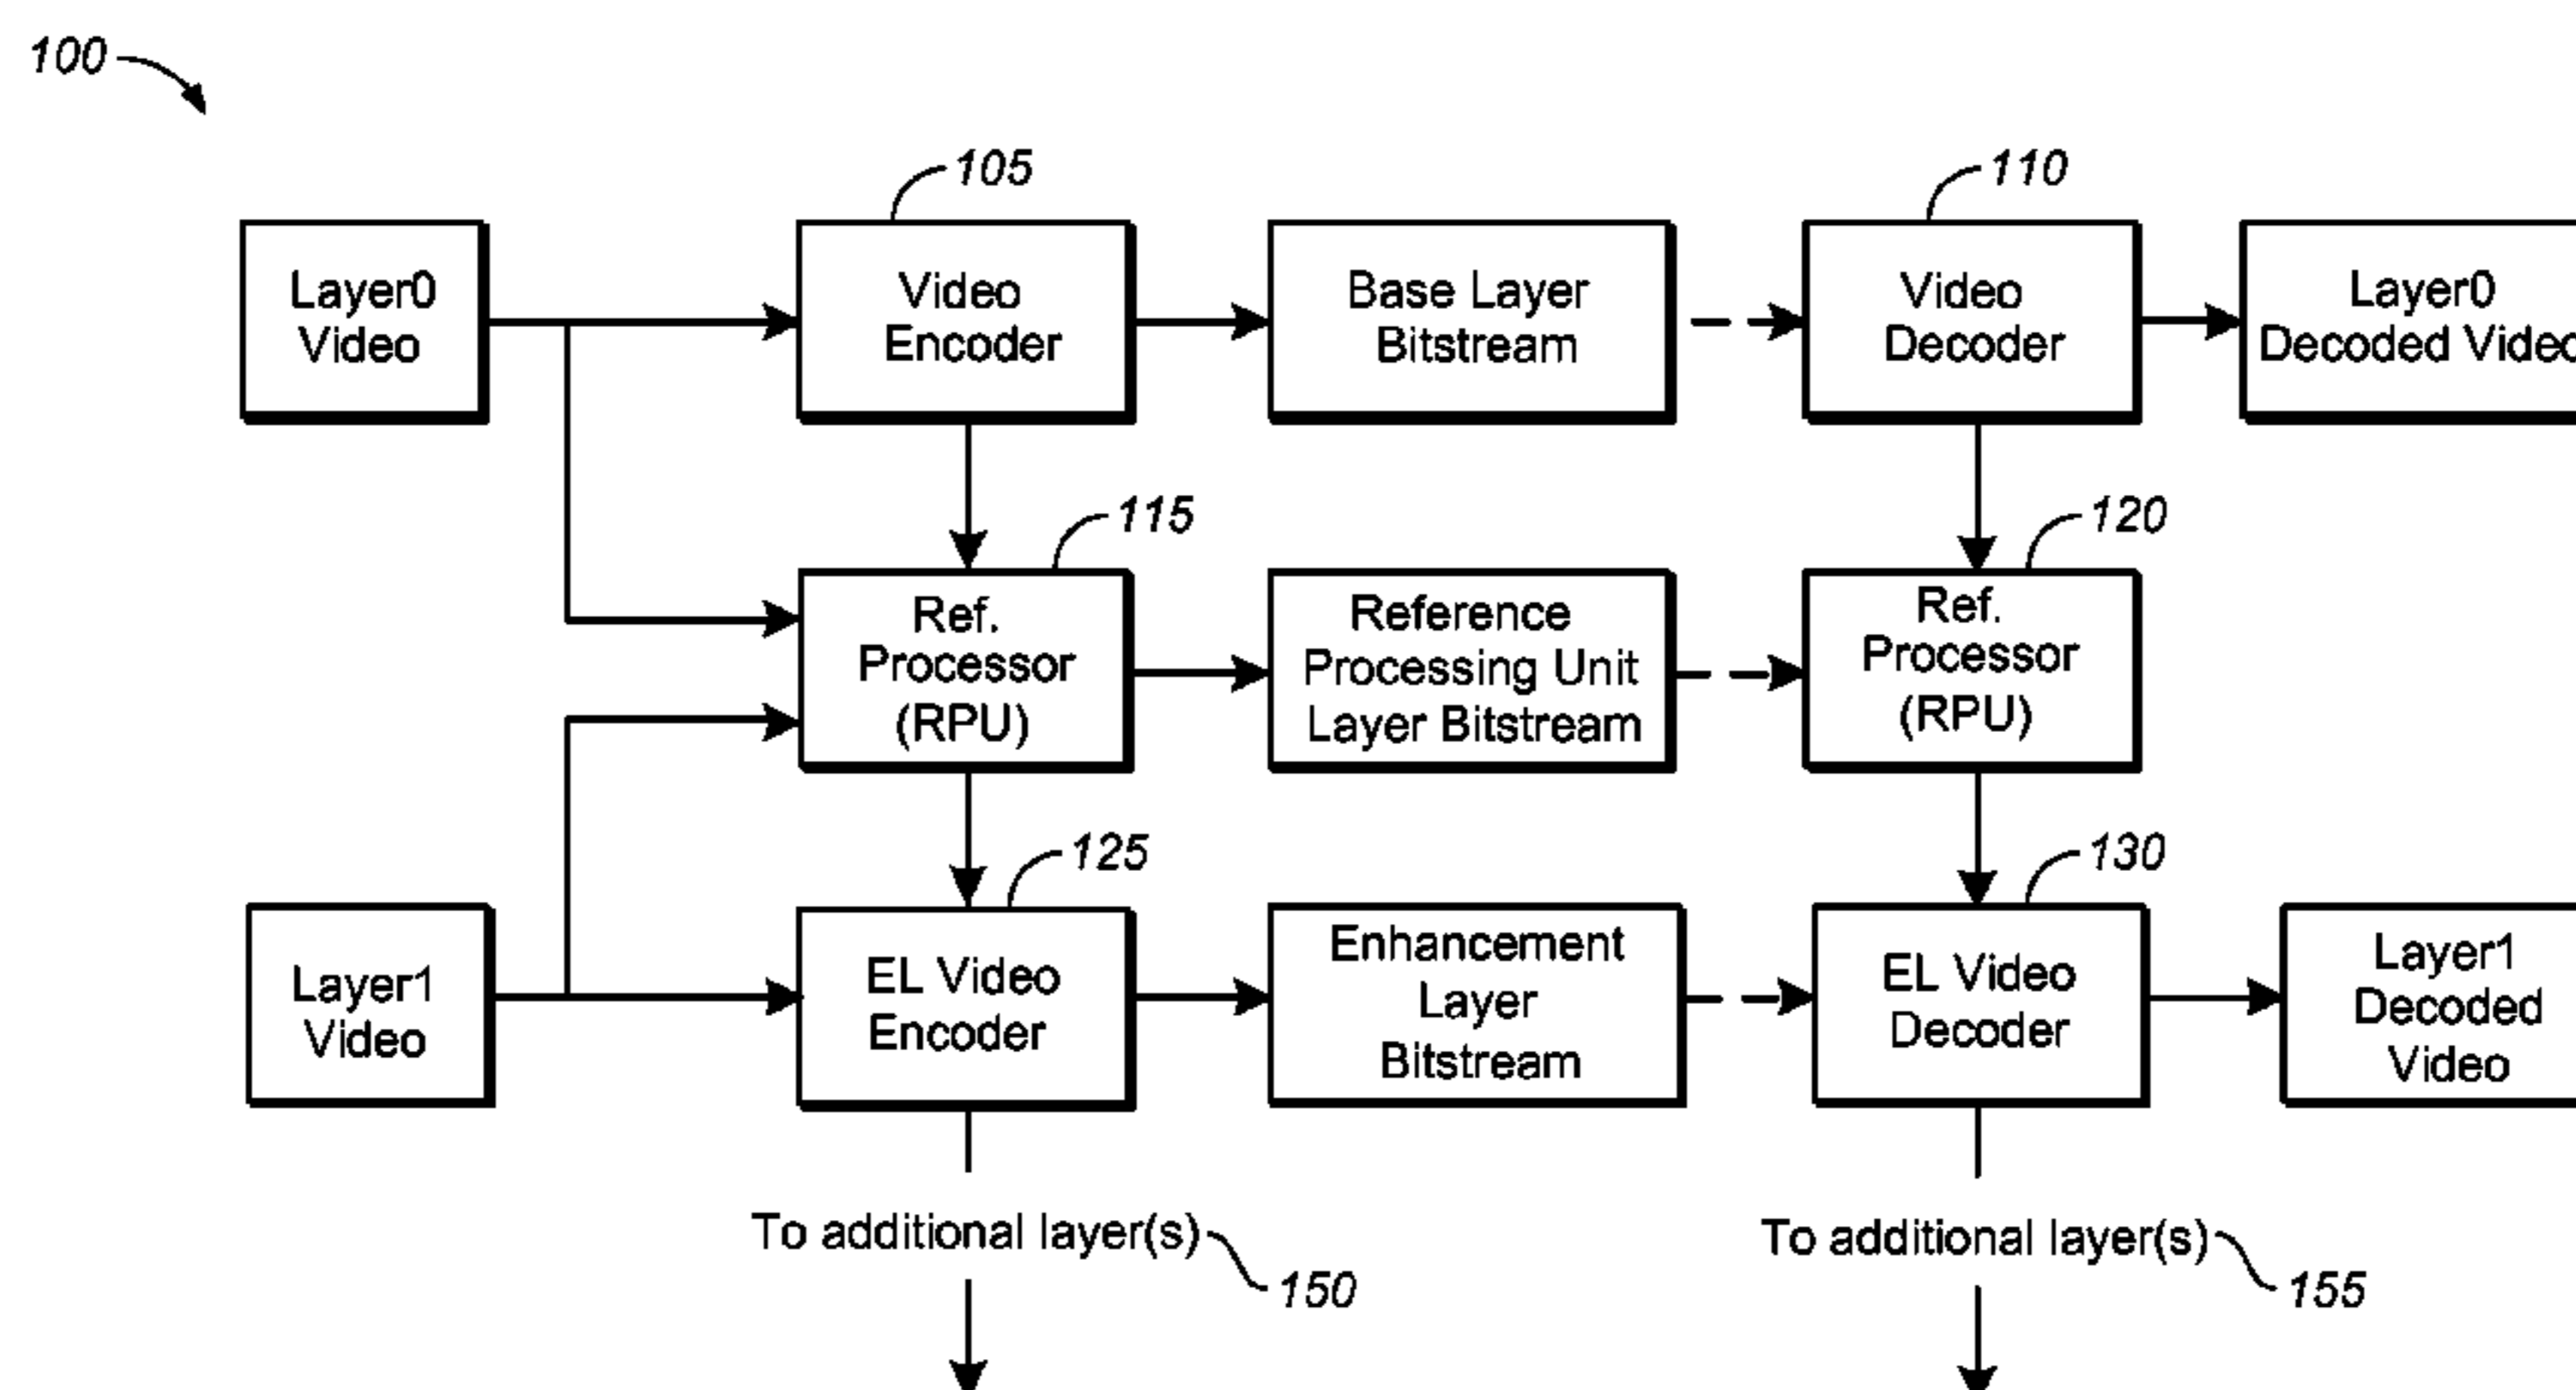 100
105
110
Layer0
Video
Video
Encoder
Base Layer
Bitstream
Video
Decoder
Layer0
Decoded Video
115
120
Ref.
Processor
(RPU)
Reference
Processing Unit
Layer Bitstream
Ref.
Processor
(RPU)
125
130
Layer1
Video
EL Video
Encoder
Enhancement
Layer
Bitstream
EL Video
Decoder
Layer1
Decoded
Video
To additional layer(s)
150
To additional layer(s)
155